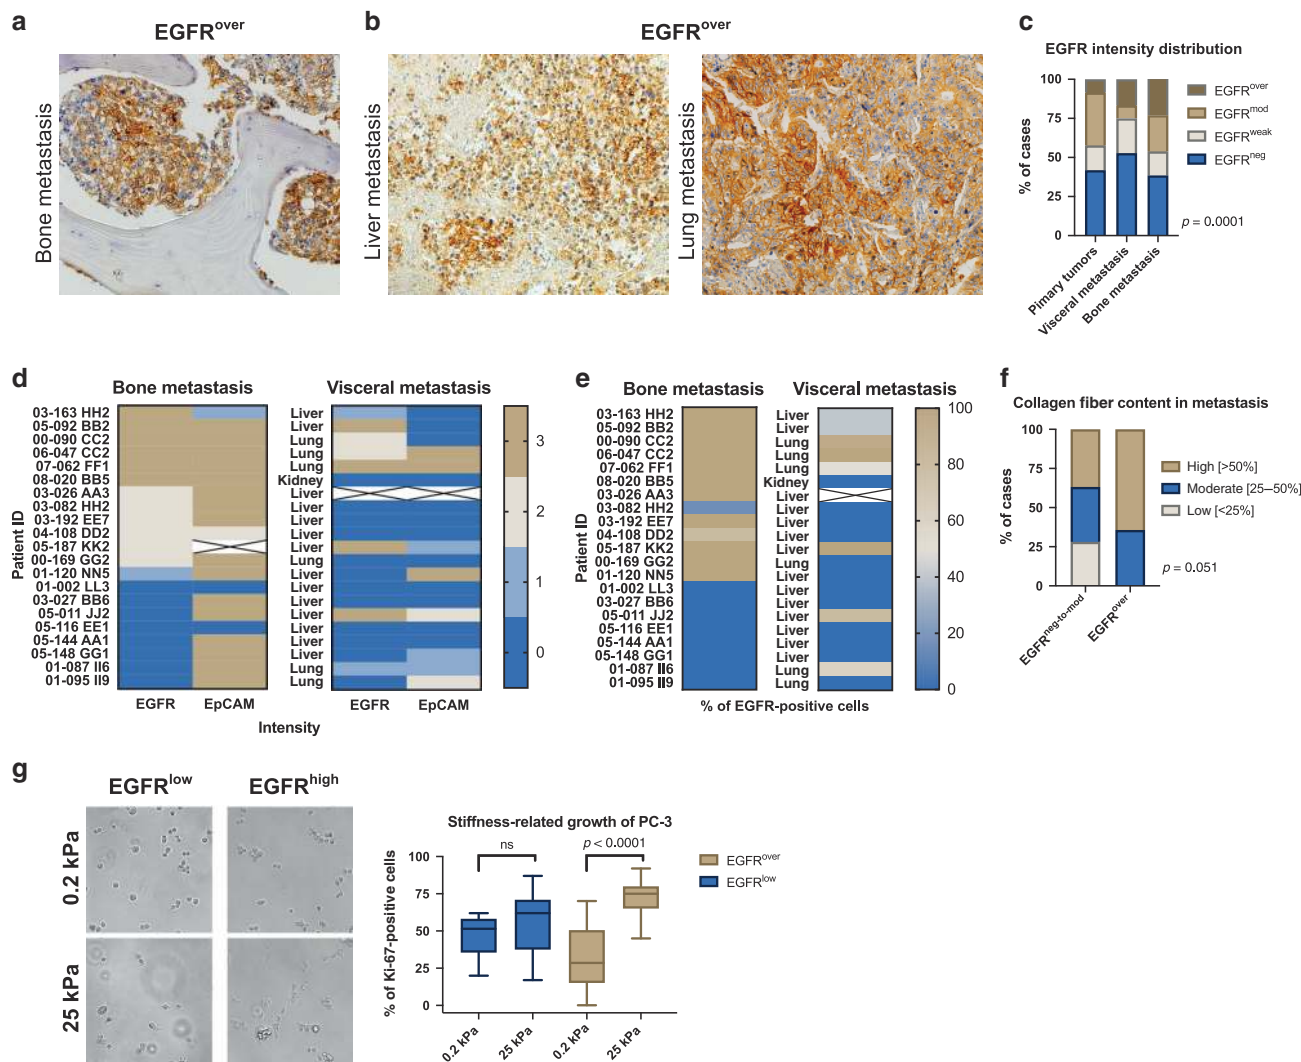 a
EGFRover
Bone metastasis
b
EGFRover
Liver metastasis
Lung metastasis
c
EGFR intensity distribution
% of cases
100
75
50
25
0
EGFRover
EGFRmod
EGFRweak
EGFRneg
p = 0.0001
Pimary tumors
Visceral metastasis
Bone metastasis
d
Bone metastasis
Visceral metastasis
Patient ID
03-163 HH2
05-092 BB2
00-090 CC2
06-047 CC2
07-062 FF1
08-020 BB5
03-026 AA3
03-082 HH2
03-192 EE7
04-108 DD2
05-187 KK2
00-169 GG2
01-120 NN5
01-002 LL3
03-027 BB6
05-011 JJ2
05-116 EE1
05-144 AA1
05-148 GG1
01-087 II6
01-095 II9
Liver
Liver
Lung
Lung
Lung
Kidney
Liver
Liver
Liver
Liver
Liver
Lung
Liver
Liver
Liver
Liver
Liver
Liver
Liver
Lung
Lung
3
2
1
0
EGFR
EpCAM
EGFR
EpCAM
Intensity
e
Bone metastasis
Visceral metastasis
Patient ID
03-163 HH2
05-092 BB2
00-090 CC2
06-047 CC2
07-062 FF1
08-020 BB5
03-026 AA3
03-082 HH2
03-192 EE7
04-108 DD2
05-187 KK2
00-169 GG2
01-120 NN5
01-002 LL3
03-027 BB6
05-011 JJ2
05-116 EE1
05-144 AA1
05-148 GG1
01-087 II6
01-095 II9
Liver
Liver
Lung
Lung
Lung
Kidney
Liver
Liver
Liver
Liver
Liver
Lung
Liver
Liver
Liver
Liver
Liver
Liver
Liver
Lung
Lung
100
80
60
40
20
0
% of EGFR-positive cells
f
Collagen fiber content in metastasis
% of cases
100
75
50
25
0
High [>50%]
Moderate [25–50%]
Low [<25%]
p = 0.051
EGFRneg-to-mod
EGFRover
g
EGFRlow
EGFRhigh
0.2 kPa
25 kPa
Stiffness-related growth of PC-3
ns
p < 0.0001
% of Ki-67-positive cells
100
75
50
25
0
EGFRover
EGFRlow
0.2 kPa
25 kPa
0.2 kPa
25 kPa